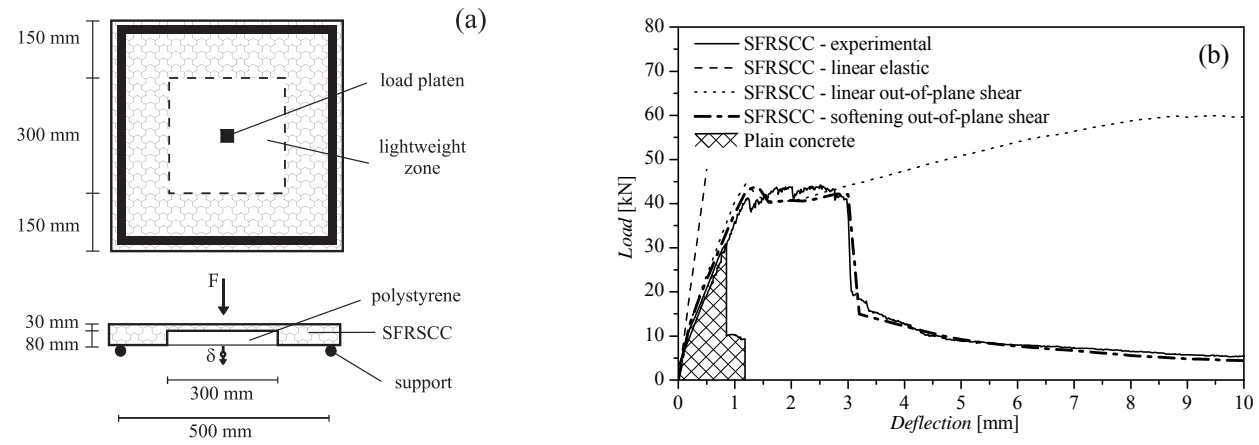 (a)
150 mm
300 mm
150 mm
load platen
lightweight
zone
F
polystyrene
30 mm
SFRSCC
80 mm
δ
support
300 mm
500 mm
(b)
SFRSCC - experimental
SFRSCC - linear elastic
SFRSCC - linear out-of-plane shear
SFRSCC - softening out-of-plane shear
Plain concrete
Load [kN]
80
70
60
50
40
30
20
10
0
0 1 2 3 4 5 6 7 8 9 10
Deflection [mm]